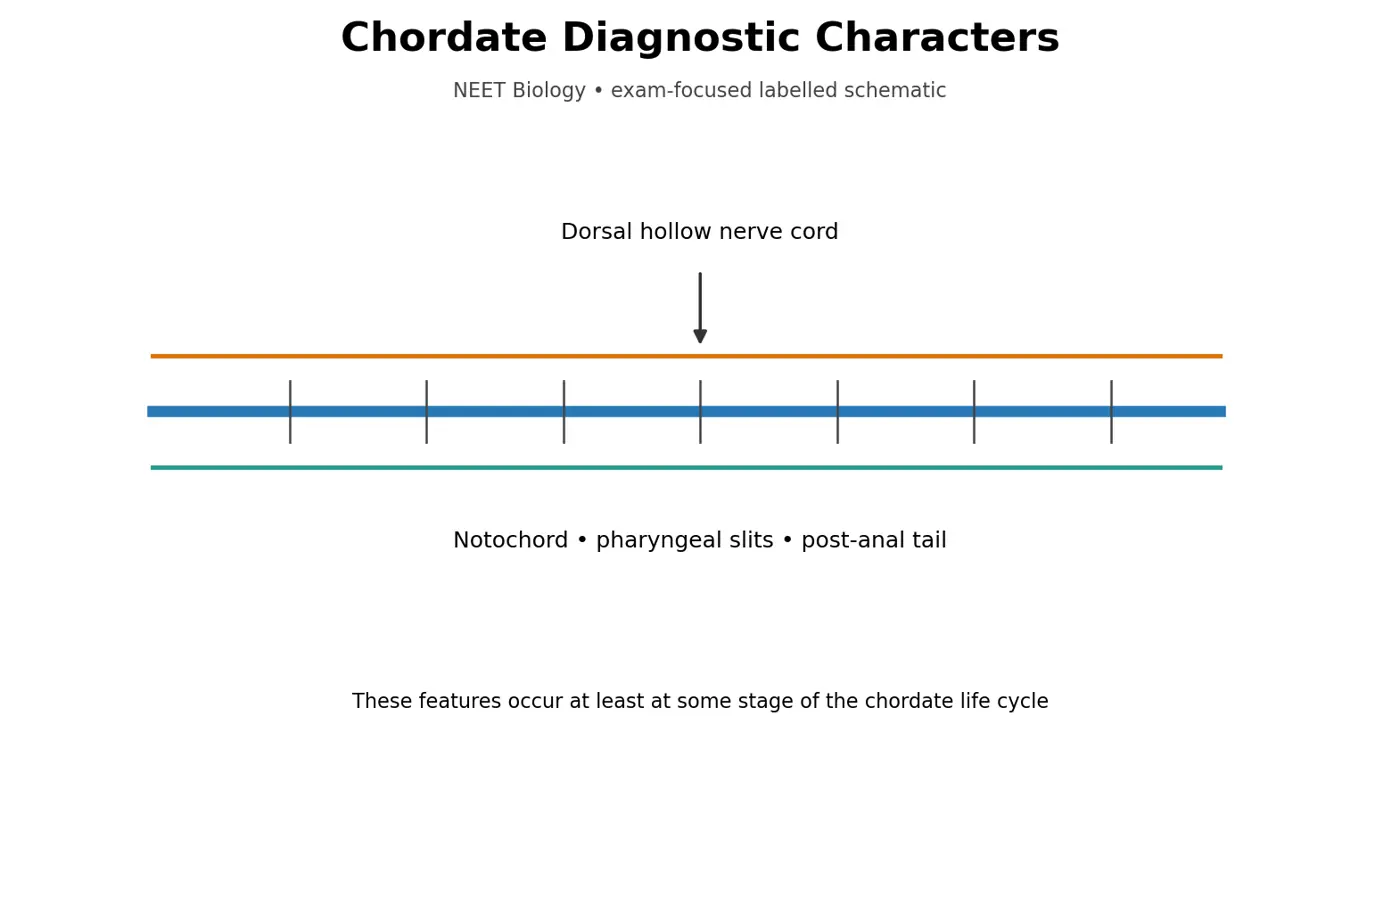 Chordate Diagnostic Characters
NEET Biology • exam-focused labelled schematic
Dorsal hollow nerve cord
Notochord • pharyngeal slits • post-anal tail
These features occur at least at some stage of the chordate life cycle